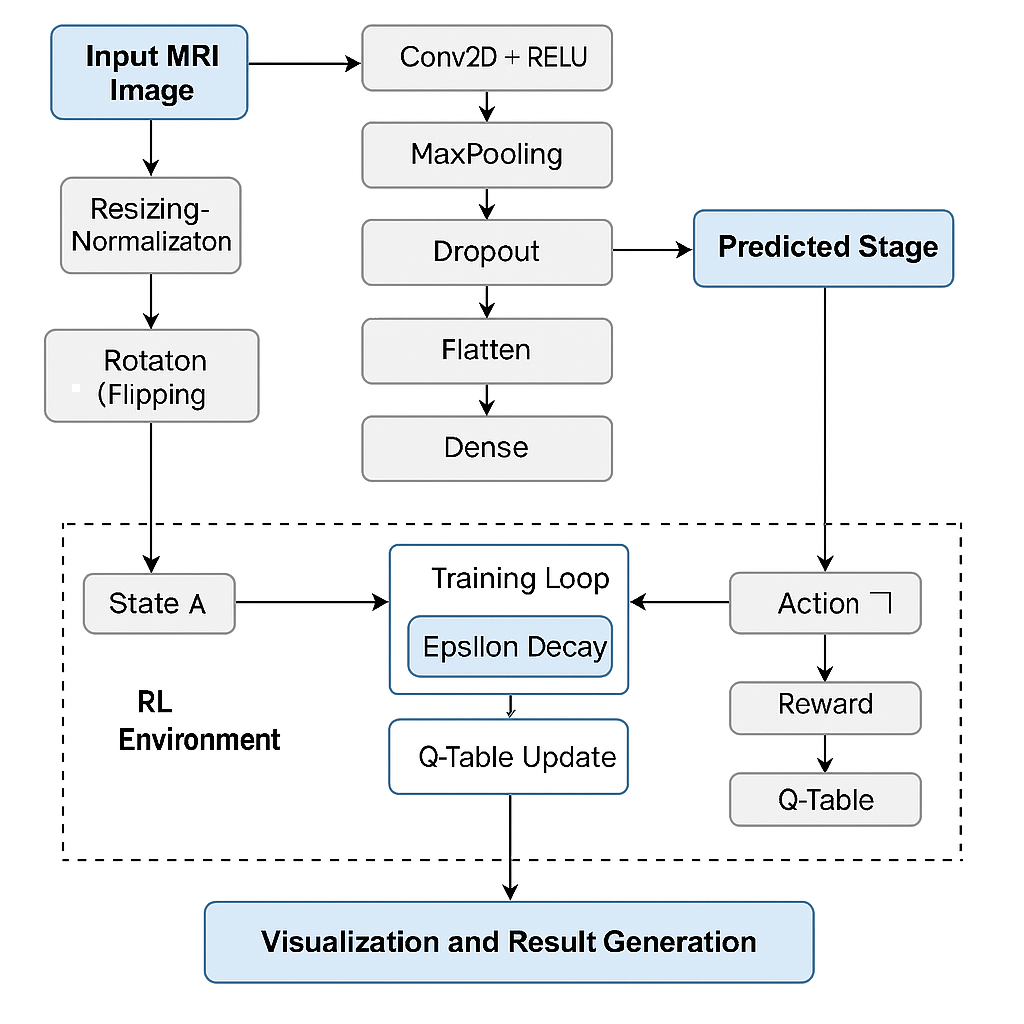 Input MRI
Image
Conv2D + RELU
MaxPooling
Resizing-
Normalizaton
Dropout
Predicted Stage
Rotaton
(Flipping
Flatten
Dense
State A
Training Loop
Epsllon Decay
Action
Reward
RL
Environment
Q-Table Update
Q-Table
Visualization and Result Generation